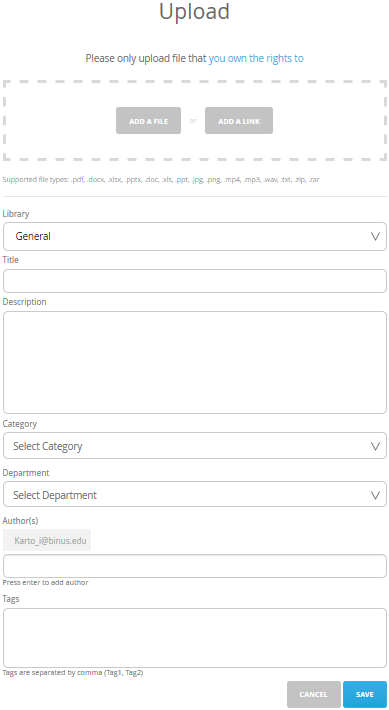 Upload
Please only upload file that you own the rights to
ADD A FILE or ADD A LINK
Supported file types: .pdf, .docx, .xlsx, .pptx, .doc, .xls, .ppt, .jpg, .png, .mp4, .mp3, .wav, .txt, .zip, .rar
Library
General
Title
Description
Category
Select Category
Department
Select Department
Author(s)
Karto_i@binus.edu
Press enter to add author
Tags
Tags are separated by comma (Tag1, Tag2)
CANCEL SAVE